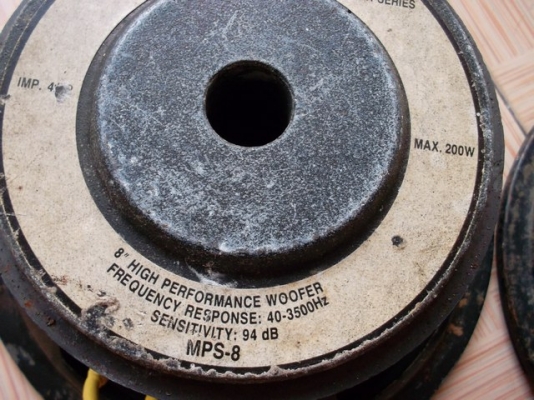 SERIES
IMP. 4
MAX. 200W
8" HIGH PERFORMANCE WOOFER
FREQUENCY RESPONSE: 40-3500Hz
SENSITIVITY: 94 dB
MPS-8